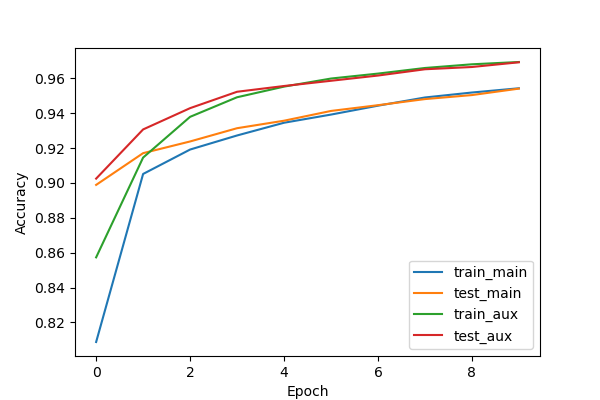 0.96
0.94
0.92
0.90
0.88
0.86
0.84
0.82
Accuracy
0 2 4 6 8
Epoch
train_main
test_main
train_aux
test_aux